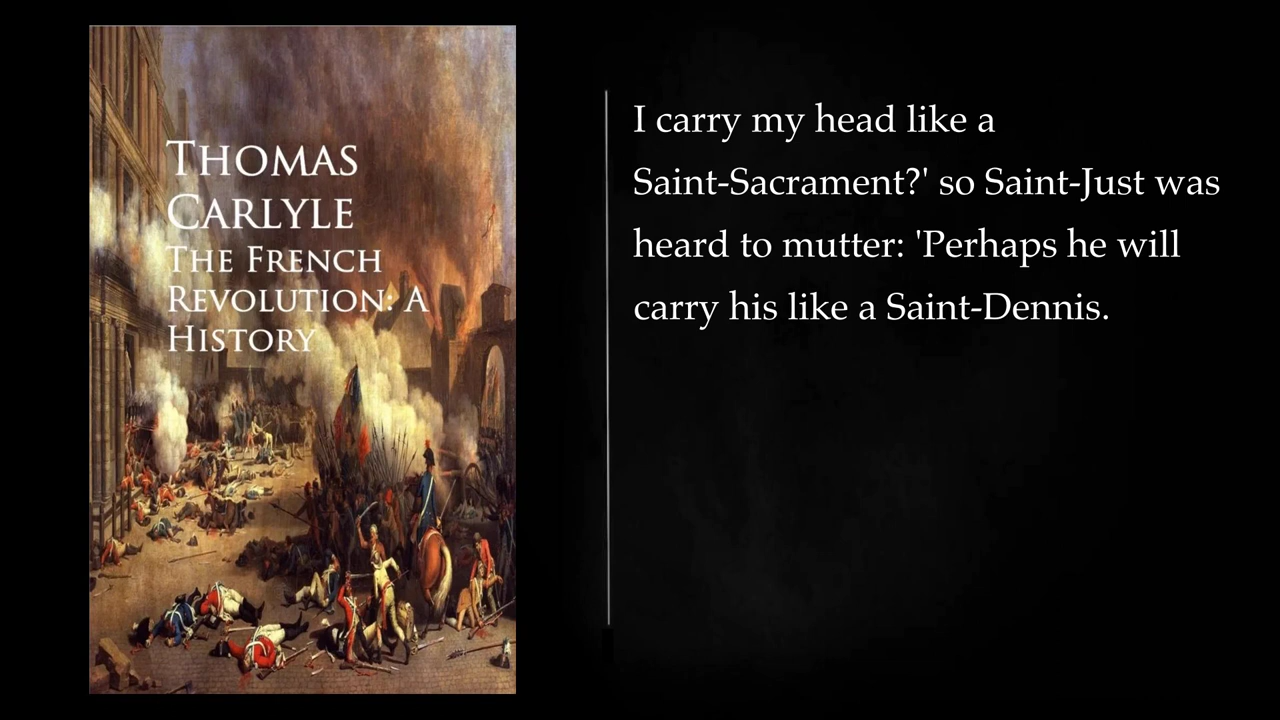 THOMAS
CARLYLE
THE FRENCH
REVOLUTION: A
HISTORY
I carry my head like a
Saint-Sacrament?' so Saint-Just was
heard to mutter: 'Perhaps he will
carry his like a Saint-Dennis.